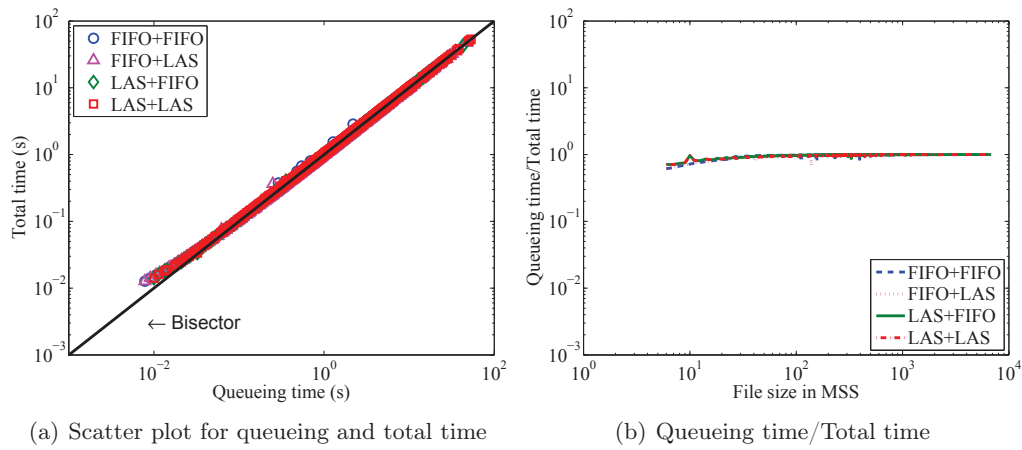 10^2
10^1
10^0
10^-1
10^-2
10^-3
Total time (s)
FIFO+FIFO
FIFO+LAS
LAS+FIFO
LAS+LAS
← Bisector
10^-2
10^0
10^2
Queueing time (s)
(a) Scatter plot for queueing and total time
10^2
10^1
10^0
10^-1
10^-2
10^-3
Queueing time/Total time
FIFO+FIFO
FIFO+LAS
LAS+FIFO
LAS+LAS
10^0
10^1
10^2
10^3
10^4
File size in MSS
(b) Queueing time/Total time